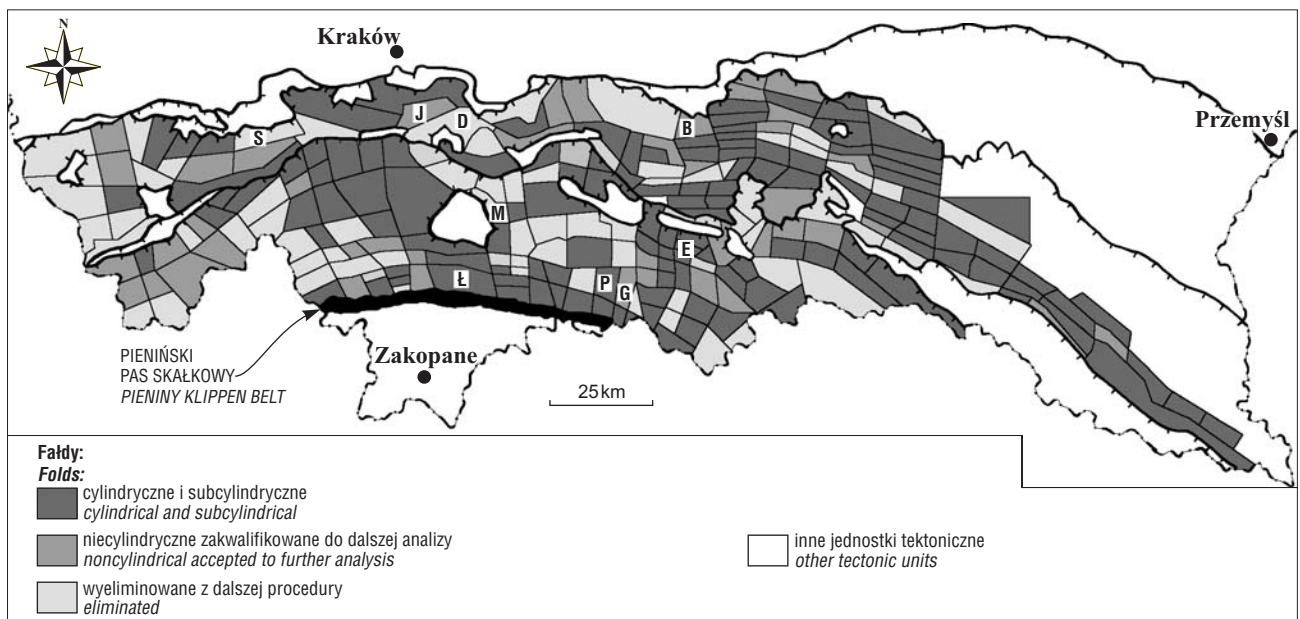 N
Kraków
Przemyśl
J
D
S
B
M
E
Ł
P
G
PIENIŃSKI
PAS SKAŁKOWY
PIENINY KLIPPEN BELT
Zakopane
25km
Fałdy:
Folds:
cylindryczne i subcylindryczne
cylindrical and subcylindrical
niecylindryczne zakwalifikowane do dalszej analizy
noncylindrical accepted to further analysis
wyeliminowane z dalszej procedury
eliminated
inne jednostki tektoniczne
other tectonic units